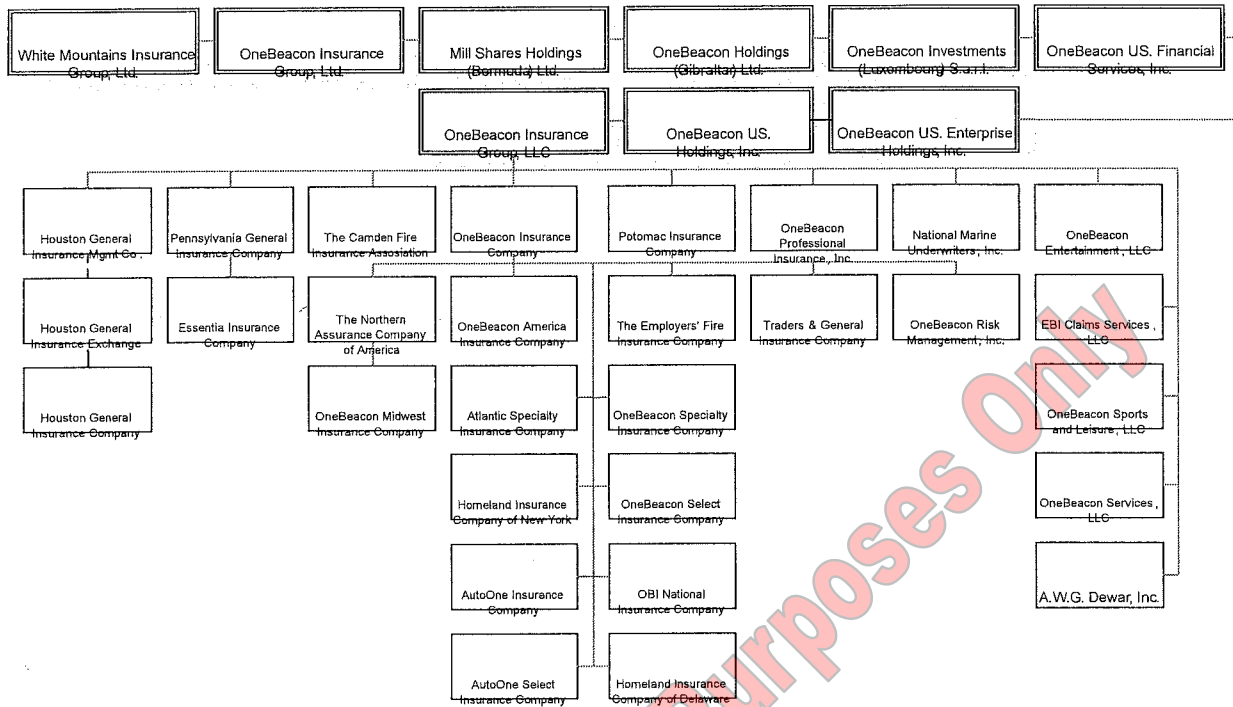 White Mountains Insurance
Group, Ltd.
OneBeacon Insurance
Group, Ltd.
Mill Shares Holdings
(Bermuda) Ltd.
OneBeacon Holdings
(Gibraltar) Ltd.
OneBeacon Investments
(Luxembourg) S.a.r.l.
OneBeacon US. Financial
Services, Inc.
OneBeacon Insurance
Group, LLC
OneBeacon US.
Holdings, Inc.
OneBeacon US. Enterprise
Holdings, Inc.
Houston General
Insurance Mgmt Co.
Pennsylvania General
Insurance Company
The Camden Fire
Insurance Assosiation
OneBeacon Insurance
Company
Potomac Insurance
Company
OneBeacon
Professional
Insurance, Inc.
National Marine
Underwriters, Inc.
OneBeacon
Entertainment, LLC
Houston General
Insurance Exchange
Essentia Insurance
Company
The Northern
Assurance Company
of America
OneBeacon America
Insurance Company
The Employers' Fire
Insurance Company
Traders & General
Insurance Company
OneBeacon Risk
Management, Inc.
EBI Claims Services,
LLC
Houston General
Insurance Company
OneBeacon Midwest
Insurance Company
Atlantic Specialty
Insurance Company
OneBeacon Specialty
Insurance Company
OneBeacon Sports
and Leisure, LLC
Homeland Insurance
Company of New York
OneBeacon Select
Insurance Company
OneBeacon Services,
LLC
AutoOne Insurance
Company
OBI National
Insurance Company
A.W.G. Dewar, Inc.
AutoOne Select
Insurance Company
Homeland Insurance
Company of Delaware
Purposes Only